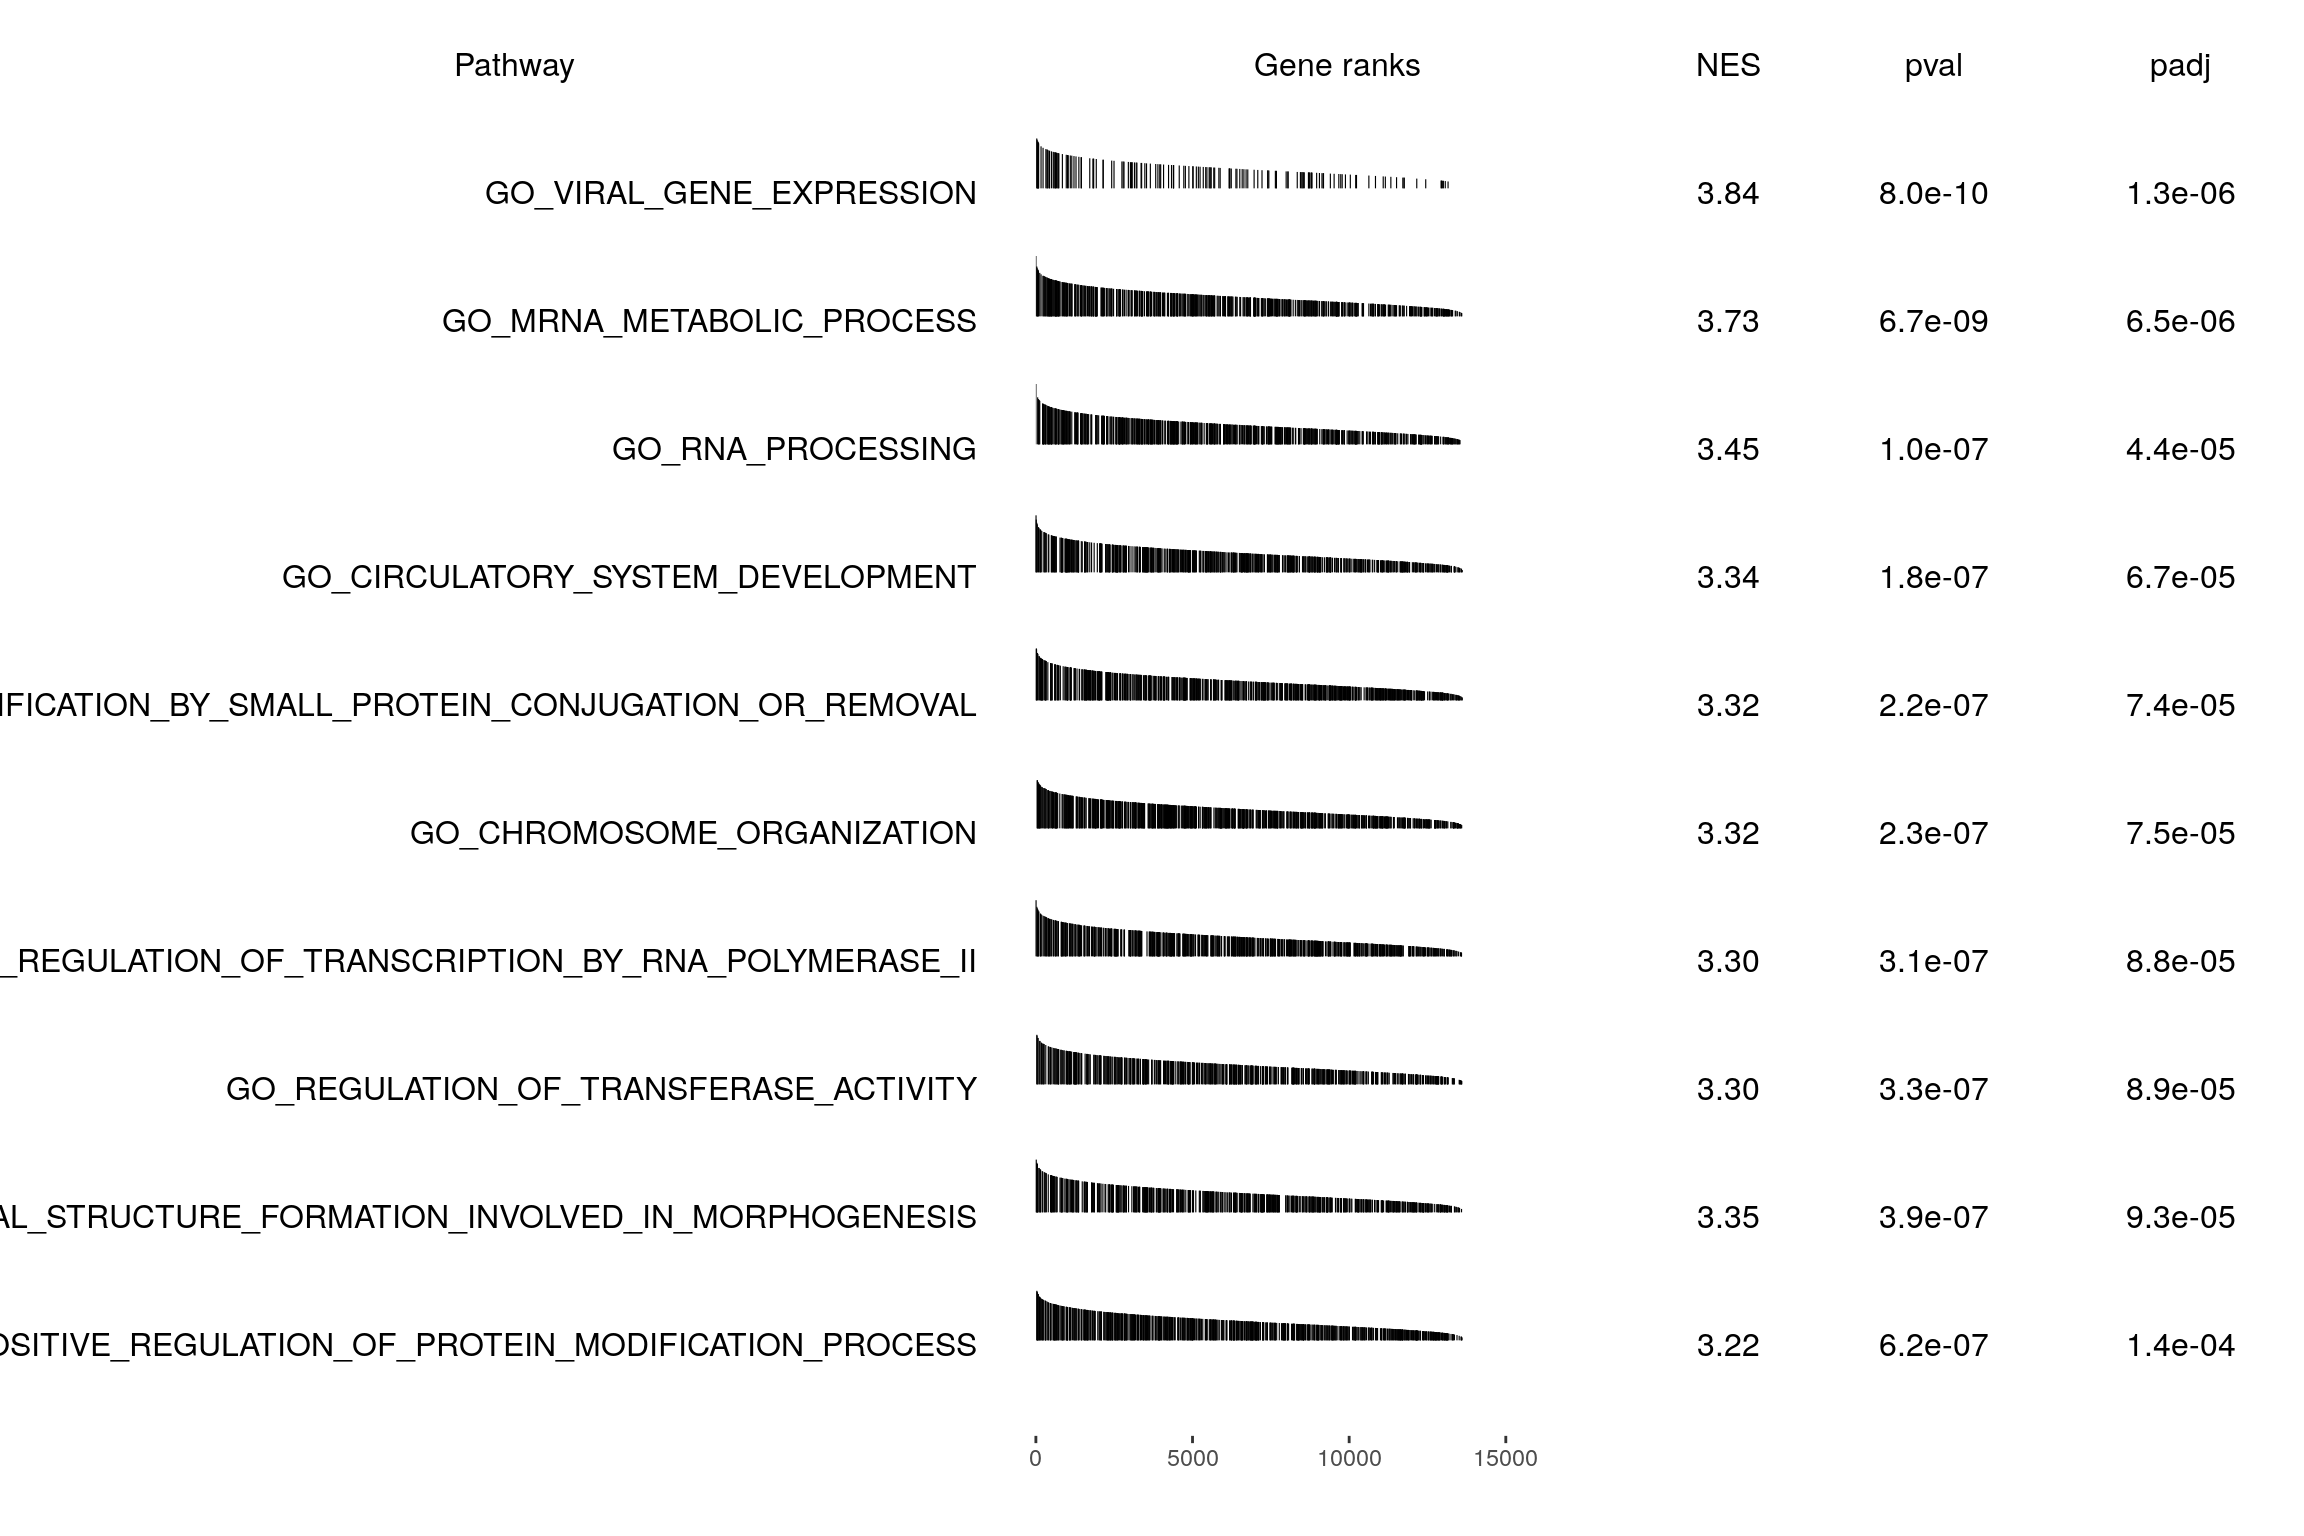 Pathway Gene ranks NES pval padj
GO_VIRAL_GENE_EXPRESSION 3.84 8.0e-10 1.3e-06
GO_MRNA_METABOLIC_PROCESS 3.73 6.7e-09 6.5e-06
GO_RNA_PROCESSING 3.45 1.0e-07 4.4e-05
GO_CIRCULATORY_SYSTEM_DEVELOPMENT 3.34 1.8e-07 6.7e-05
IFICATION_BY_SMALL_PROTEIN_CONJUGATION_OR_REMOVAL 3.32 2.2e-07 7.4e-05
GO_CHROMOSOME_ORGANIZATION 3.32 2.3e-07 7.5e-05
_REGULATION_OF_TRANSCRIPTION_BY_RNA_POLYMERASE_II 3.30 3.1e-07 8.8e-05
GO_REGULATION_OF_TRANSFERASE_ACTIVITY 3.30 3.3e-07 8.9e-05
AL_STRUCTURE_FORMATION_INVOLVED_IN_MORPHOGENESIS 3.35 3.9e-07 9.3e-05
OSITIVE_REGULATION_OF_PROTEIN_MODIFICATION_PROCESS 3.22 6.2e-07 1.4e-04
0 5000 10000 15000